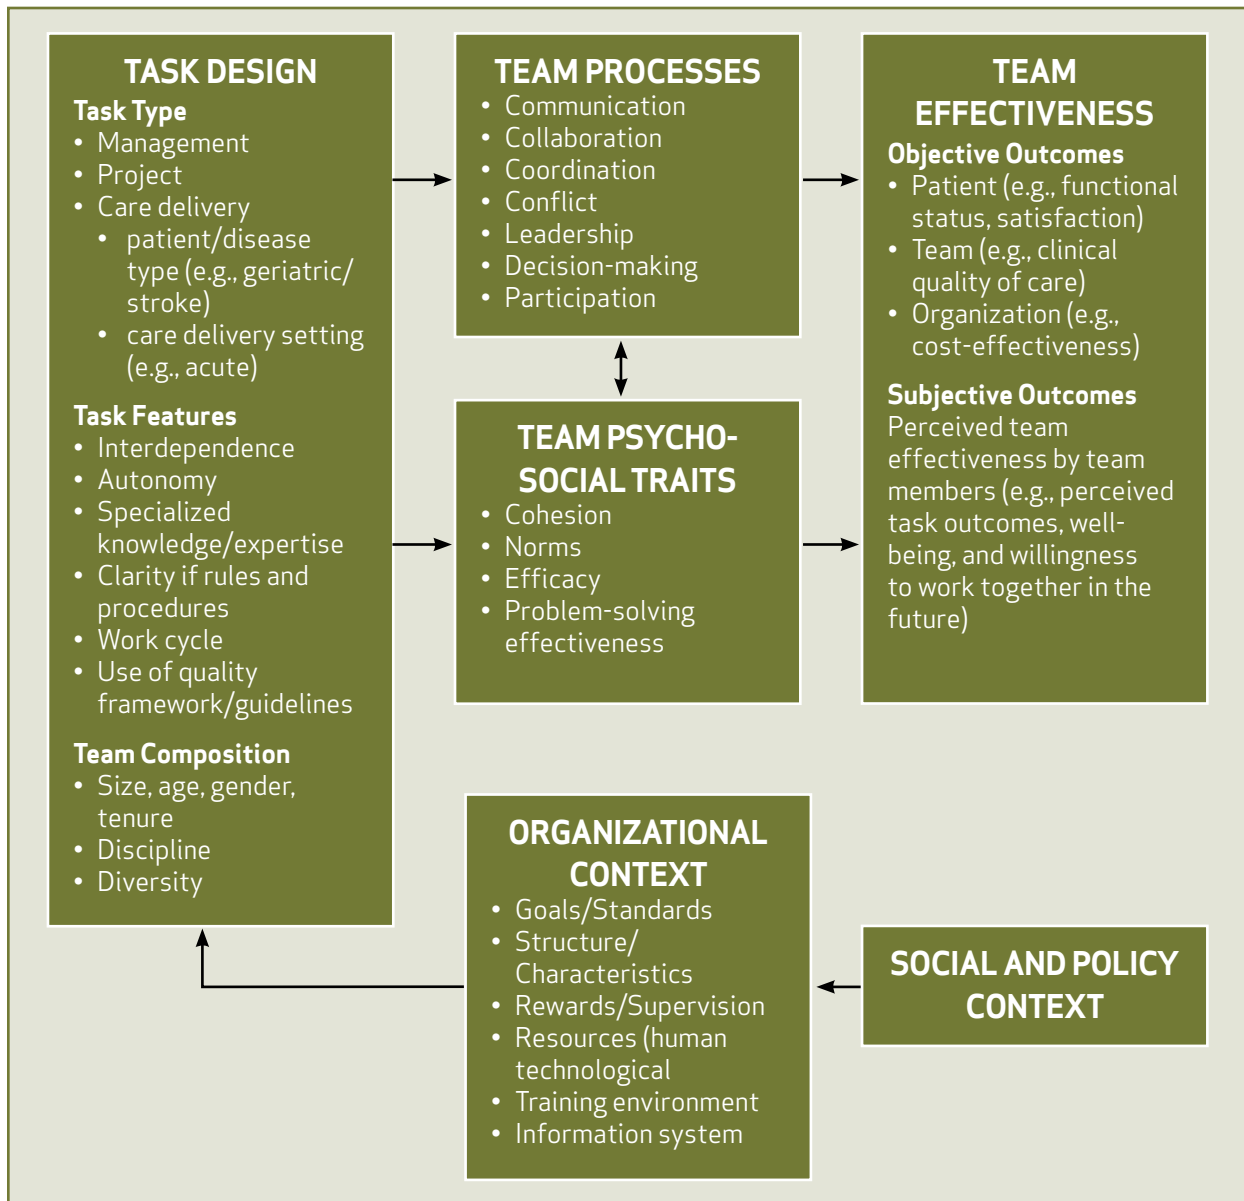 TASK DESIGN
Task Type
• Management
• Project
• Care delivery
• patient/disease
type (e.g., geriatric/
stroke)
• care delivery setting
(e.g., acute)
Task Features
• Interdependence
• Autonomy
• Specialized
knowledge/expertise
• Clarity if rules and
procedures
• Work cycle
• Use of quality
framework/guidelines
Team Composition
• Size, age, gender,
tenure
• Discipline
• Diversity
TEAM PROCESSES
• Communication
• Collaboration
• Coordination
• Conflict
• Leadership
• Decision-making
• Participation
TEAM PSYCHO-
SOCIAL TRAITS
• Cohesion
• Norms
• Efficacy
• Problem-solving
effectiveness
TEAM
EFFECTIVENESS
Objective Outcomes
• Patient (e.g., functional
status, satisfaction)
• Team (e.g., clinical
quality of care)
• Organization (e.g.,
cost-effectiveness)
Subjective Outcomes
Perceived team
effectiveness by team
members (e.g., perceived
task outcomes, well-
being, and willingness
to work together in the
future)
ORGANIZATIONAL
CONTEXT
• Goals/Standards
• Structure/
Characteristics
• Rewards/Supervision
• Resources (human
technological
• Training environment
• Information system
SOCIAL AND POLICY
CONTEXT